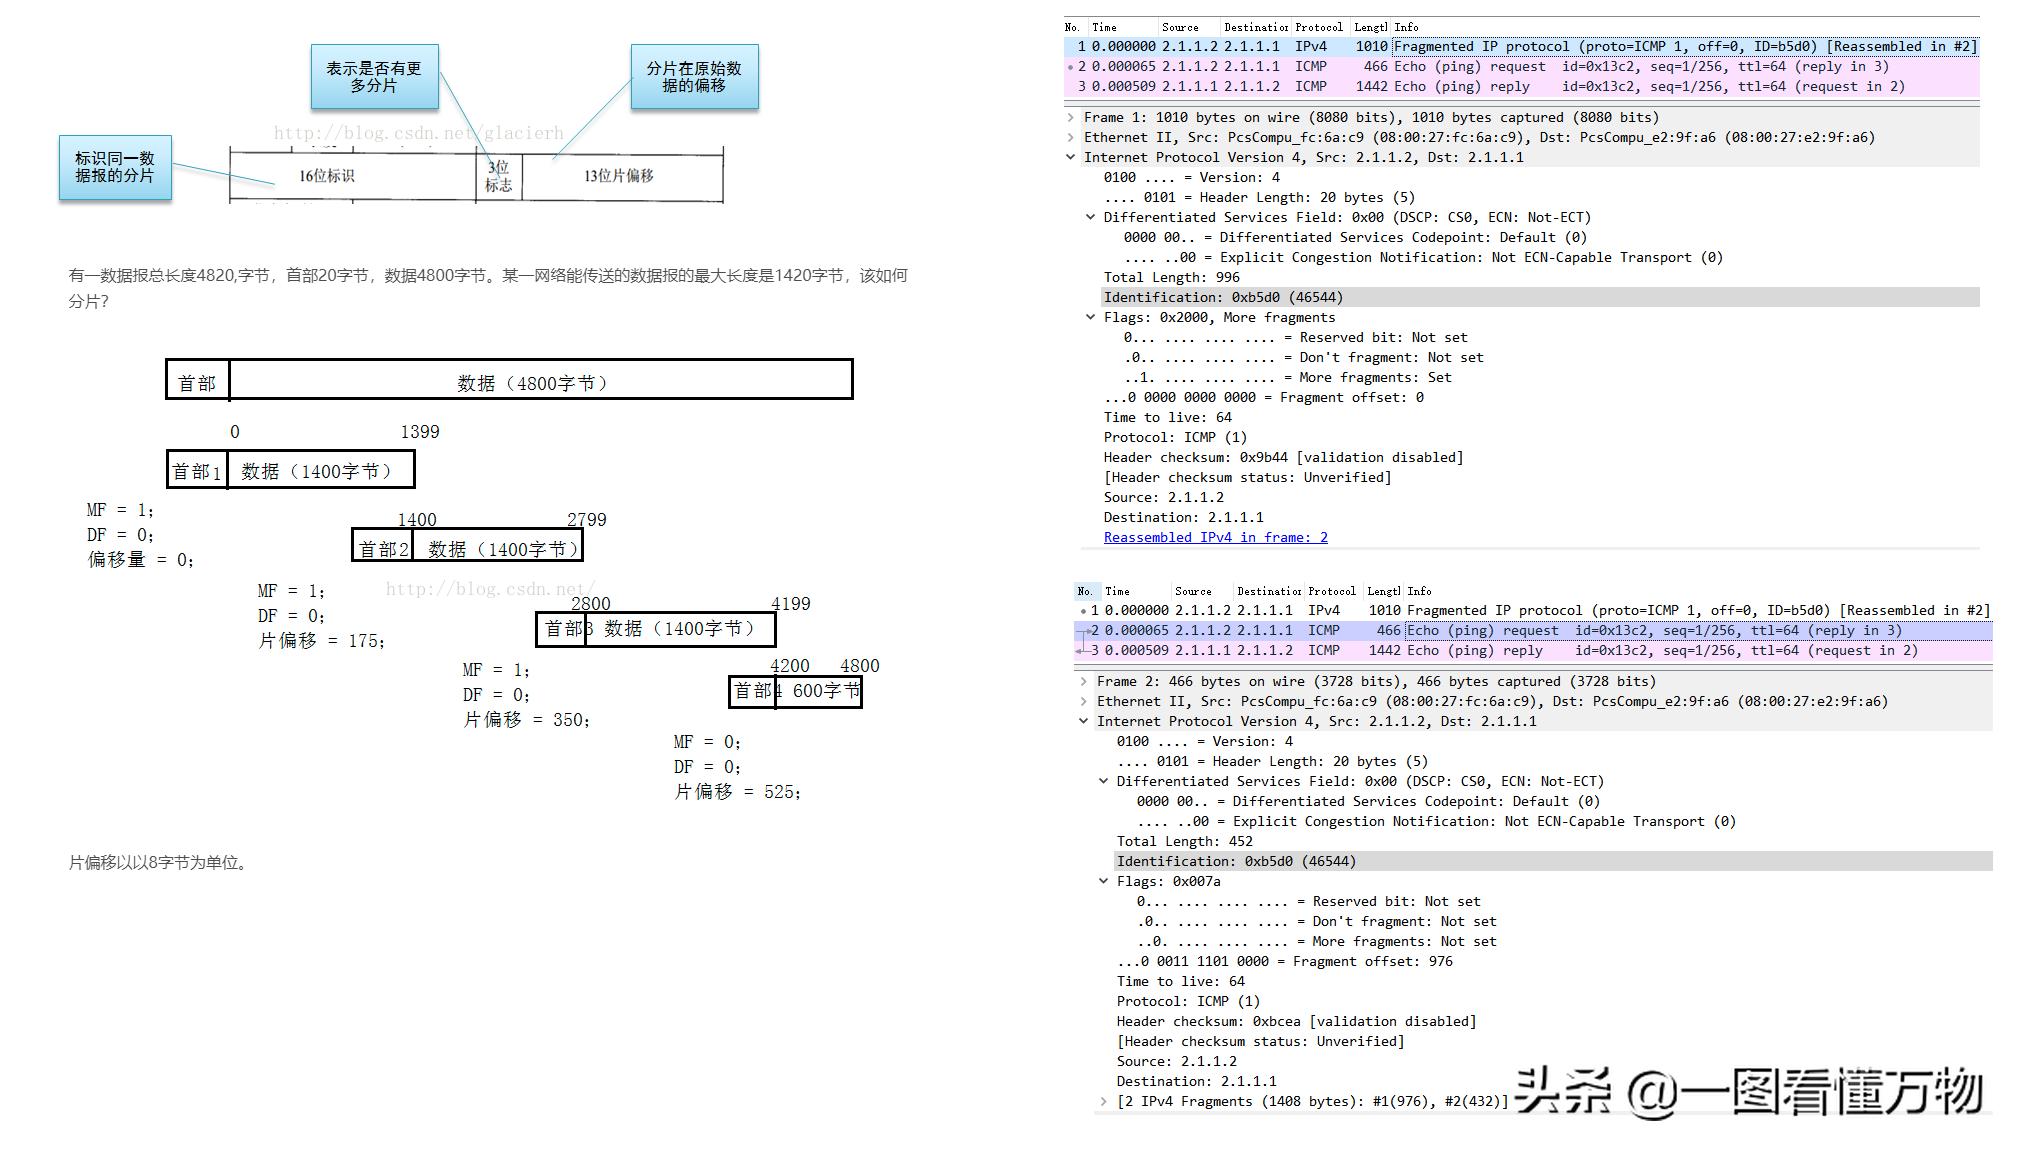 表示是否有更
多分片
分片在原始数
据的偏移
http://blog.csdn.net/glacierh
标识同一数
据报的分片
16位标识
3位
标志
13位片偏移
有一数据报总长度4820,字节，首部20字节，数据4800字节。某一网络能传送的数据报的最大长度是1420字节，该如何
分片?
首部 数据（4800字节）
0 1399
首部1 数据（1400字节）
MF = 1;
DF = 0;
偏移量 = 0;
1400 2799
首部2 数据（1400字节）
http://blog.csdn.net/
MF = 1;
DF = 0;
片偏移 = 175;
2800 4199
首部3 数据（1400字节）
MF = 1;
DF = 0;
片偏移 = 350;
4200 4800
首部4 600字节
MF = 0;
DF = 0;
片偏移 = 525;
片偏移以以8字节为单位。
No. Time Source Destination Protocol Lengtl Info
1 0.000000 2.1.1.2 2.1.1.1 IPv4 1010 Fragmented IP protocol (proto=ICMP 1, off=0, ID=b5d0) [Reassembled in #2]
2 0.000065 2.1.1.2 2.1.1.1 ICMP 466 Echo (ping) request id=0x13c2, seq=1/256, ttl=64 (reply in 3)
3 0.000509 2.1.1.1 2.1.1.2 ICMP 1442 Echo (ping) reply id=0x13c2, seq=1/256, ttl=64 (request in 2)
Frame 1: 1010 bytes on wire (8080 bits), 1010 bytes captured (8080 bits)
Ethernet II, Src: PcsCompu_fc:6a:c9 (08:00:27:fc:6a:c9), Dst: PcsCompu_e2:9f:a6 (08:00:27:e2:9f:a6)
Internet Protocol Version 4, Src: 2.1.1.2, Dst: 2.1.1.1
0100 .... = Version: 4
.... 0101 = Header Length: 20 bytes (5)
Differentiated Services Field: 0x00 (DSCP: CS0, ECN: Not-ECT)
0000 00.. = Differentiated Services Codepoint: Default (0)
.... ..00 = Explicit Congestion Notification: Not ECN-Capable Transport (0)
Total Length: 996
Identification: 0xb5d0 (46544)
Flags: 0x2000, More fragments
0... .... .... .... = Reserved bit: Not set
.0.. .... .... .... = Don't fragment: Not set
..1. .... .... .... = More fragments: Set
...0 0000 0000 0000 = Fragment offset: 0
Time to live: 64
Protocol: ICMP (1)
Header checksum: 0x9b44 [validation disabled]
[Header checksum status: Unverified]
Source: 2.1.1.2
Destination: 2.1.1.1
Reassembled IPv4 in frame: 2
No. Time Source Destination Protocol Lengtl Info
1 0.000000 2.1.1.2 2.1.1.1 IPv4 1010 Fragmented IP protocol (proto=ICMP 1, off=0, ID=b5d0) [Reassembled in #2]
2 0.000065 2.1.1.2 2.1.1.1 ICMP 466 Echo (ping) request id=0x13c2, seq=1/256, ttl=64 (reply in 3)
3 0.000509 2.1.1.1 2.1.1.2 ICMP 1442 Echo (ping) reply id=0x13c2, seq=1/256, ttl=64 (request in 2)
Frame 2: 466 bytes on wire (3728 bits), 466 bytes captured (3728 bits)
Ethernet II, Src: PcsCompu_fc:6a:c9 (08:00:27:fc:6a:c9), Dst: PcsCompu_e2:9f:a6 (08:00:27:e2:9f:a6)
Internet Protocol Version 4, Src: 2.1.1.2, Dst: 2.1.1.1
0100 .... = Version: 4
.... 0101 = Header Length: 20 bytes (5)
Differentiated Services Field: 0x00 (DSCP: CS0, ECN: Not-ECT)
0000 00.. = Differentiated Services Codepoint: Default (0)
.... ..00 = Explicit Congestion Notification: Not ECN-Capable Transport (0)
Total Length: 452
Identification: 0xb5d0 (46544)
Flags: 0x007a
0... .... .... .... = Reserved bit: Not set
.0.. .... .... .... = Don't fragment: Not set
..0. .... .... .... = More fragments: Not set
...0 0011 1101 0000 = Fragment offset: 976
Time to live: 64
Protocol: ICMP (1)
Header checksum: 0xbcea [validation disabled]
[Header checksum status: Unverified]
Source: 2.1.1.2
Destination: 2.1.1.1
[2 IPv4 Fragments (1408 bytes): #1(976), #2(432)]
头条 @一图看懂万物